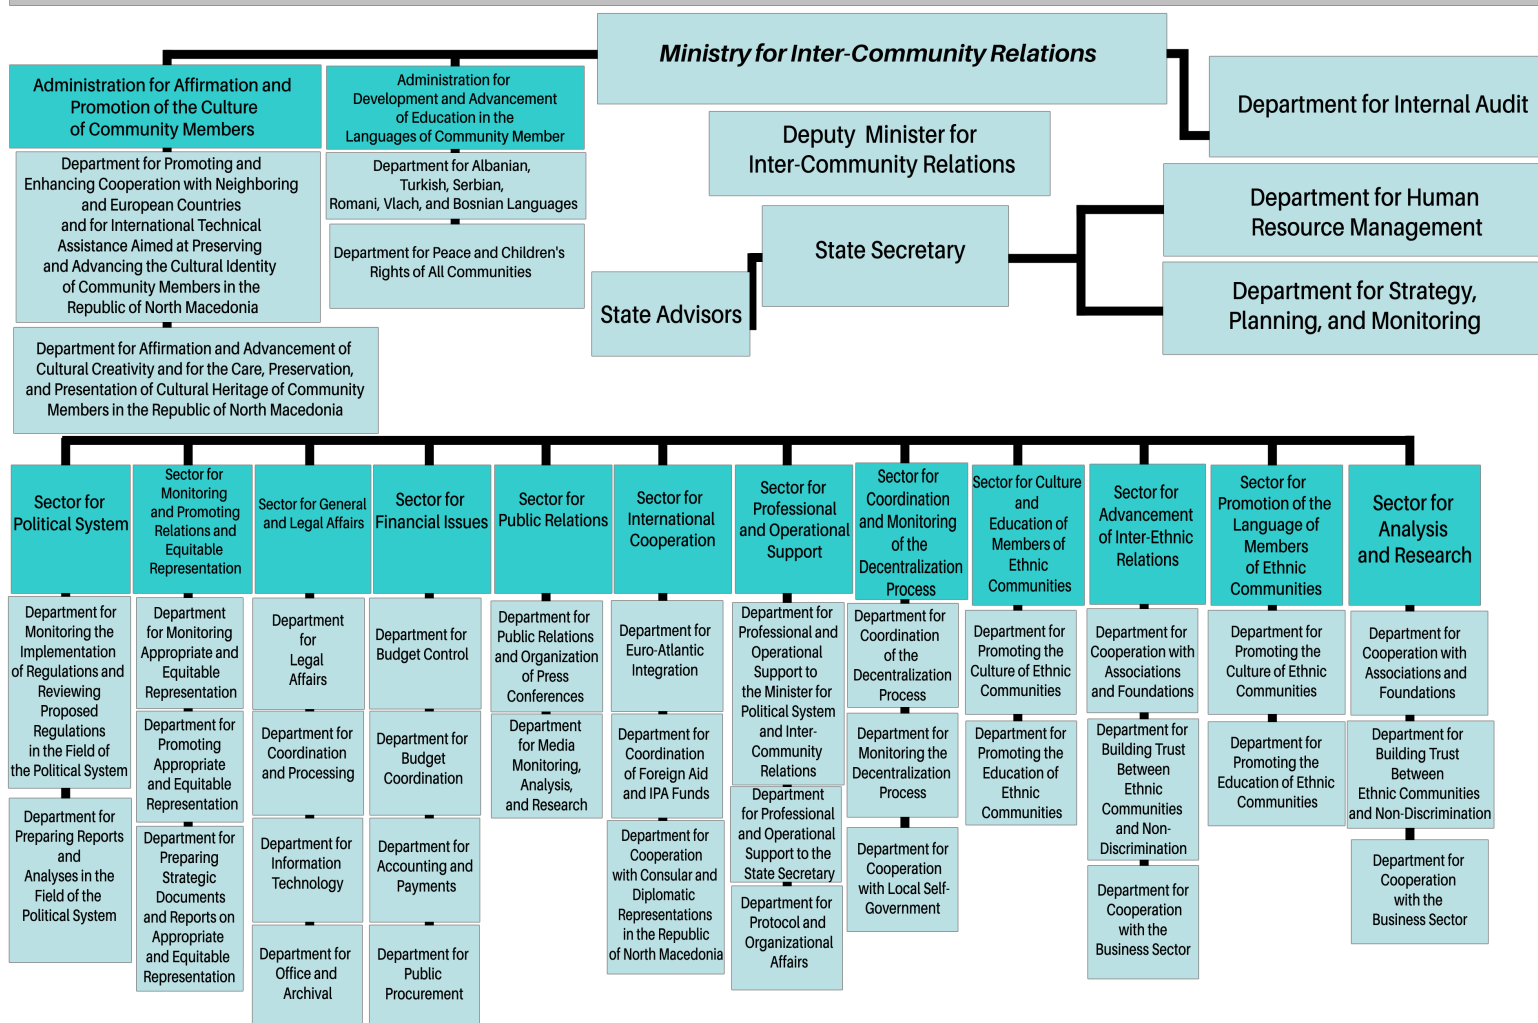 Ministry for Inter-Community Relations
Administration for Affirmation and
Promotion of the Culture
of Community Members
Administration for
Development and Advancement
of Education in the
Languages of Community Member
Department for Internal Audit
Deputy Minister for
Inter-Community Relations
Department for Promoting and
Enhancing Cooperation with Neighboring
and European Countries
and for International Technical
Assistance Aimed at Preserving
and Advancing the Cultural Identity
of Community Members in the
Republic of North Macedonia
Department for Albanian,
Turkish, Serbian,
Romani, Vlach, and Bosnian Languages
Department for Peace and Children's
Rights of All Communities
Department for Human
Resource Management
State Secretary
State Advisors
Department for Strategy,
Planning, and Monitoring
Department for Affirmation and Advancement of
Cultural Creativity and for the Care, Preservation,
and Presentation of Cultural Heritage of Community
Members in the Republic of North Macedonia
Sector for
Political System
Department for
Monitoring the
Implementation
of Regulations and
Reviewing
Proposed
Regulations
in the Field of
the Political System
Department for
Preparing Reports
and
Analyses in the
Field of the
Political System
Sector for
Monitoring
and Promoting
Relations and
Equitable
Representation
Department
for Monitoring
Appropriate and
Equitable
Representation
Department for
Promoting
Appropriate
and Equitable
Representation
Department for
Preparing
Strategic
Documents
and Reports on
Appropriate
and Equitable
Representation
Sector for General
and Legal Affairs
Department
for
Legal
Affairs
Department for
Coordination
and Processing
Department for
Information
Technology
Department for
Office and
Archival
Sector for
Financial Issues
Department for
Budget Control
Department for
Budget
Coordination
Department for
Accounting and
Payments
Department for
Public
Procurement
Sector for
Public Relations
Department for
Public Relations
and Organization
of Press
Conferences
Department
for Media
Monitoring,
Analysis,
and Research
Sector for
International
Cooperation
Department for
Euro-Atlantic
Integration
Department for
Coordination
of Foreign Aid
and IPA Funds
Department for
Cooperation
with Consular and
Diplomatic
Representations
in the Republic
of North Macedonia
Sector for
Professional
and Operational
Support
Department for
Professional and
Operational
Support to
the Minister for
Political System
and Inter-
Community
Relations
Department
for Professional
and Operational
Support to the
State Secretary
Department for
Protocol and
Organizational
Affairs
Sector for
Coordination
and Monitoring
of the
Decentralization
Process
Department for
Coordination
of the
Decentralization
Process
Department for
Monitoring the
Decentralization
Process
Department for
Cooperation
with Local Self-
Government
Sector for Culture
and
Education of
Members of
Ethnic
Communities
Department for
Promoting the
Culture of Ethnic
Communities
Department for
Promoting the
Education of
Ethnic
Communities
Sector for
Advancement
of Inter-Ethnic
Relations
Department for
Cooperation with
Associations
and Foundations
Department for
Building Trust
Between
Ethnic
Communities
and Non-
Discrimination
Department for
Cooperation
with the
Business Sector
Sector for
Promotion of the
Language of
Members
of Ethnic
Communities
Department for
Promoting the
Culture of Ethnic
Communities
Department for
Promoting the
Education of Ethnic
Communities
Sector for
Analysis
and Research
Department for
Cooperation with
Associations and
Foundations
Department for
Building Trust
Between
Ethnic Communities
and Non-Discrimination
Department for
Cooperation
with the
Business Sector